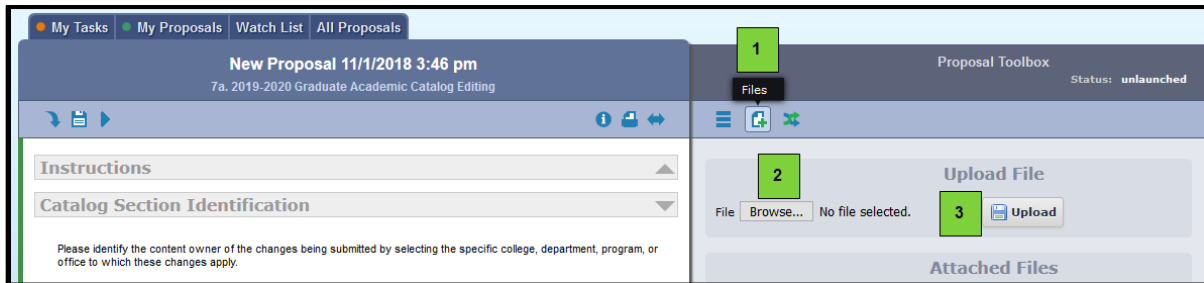 My Tasks My Proposals Watch List All Proposals
New Proposal 11/1/2018 3:46 pm
7a. 2019-2020 Graduate Academic Catalog Editing
Instructions
Catalog Section Identification
Please identify the content owner of the changes being submitted by selecting the specific college, department, program, or
office to which these changes apply.
1
Proposal Toolbox
Status: unlaunched
Files
2
Upload File
File Browse... No file selected. 3 Upload
Attached Files